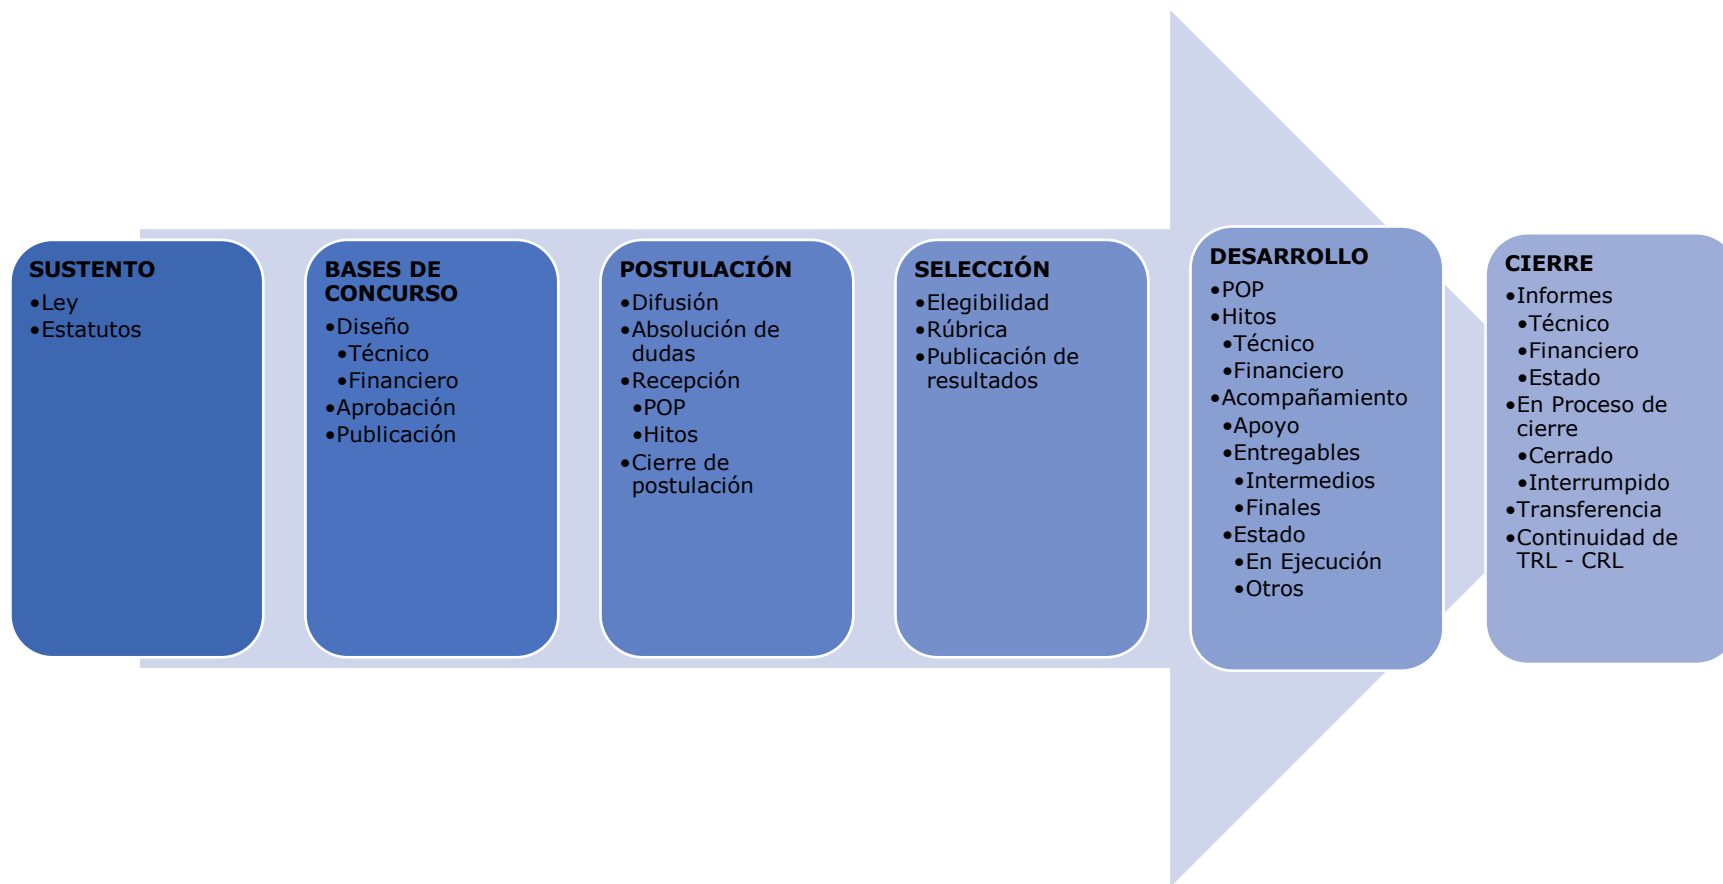 SUSTENTO
•Ley
•Estatutos
BASES DE
CONCURSO
•Diseño
•Técnico
•Financiero
•Aprobación
•Publicación
POSTULACIÓN
•Difusión
•Absolución de
dudas
•Recepción
•POP
•Hitos
•Cierre de
postulación
SELECCIÓN
•Elegibilidad
•Rúbrica
•Publicación de
resultados
DESARROLLO
•POP
•Hitos
•Técnico
•Financiero
•Acompañamiento
•Apoyo
•Entregables
•Intermedios
•Finales
•Estado
•En Ejecución
•Otros
CIERRE
•Informes
•Técnico
•Financiero
•Estado
•En Proceso de
cierre
•Cerrado
•Interrumpido
•Transferencia
•Continuidad de
TRL - CRL